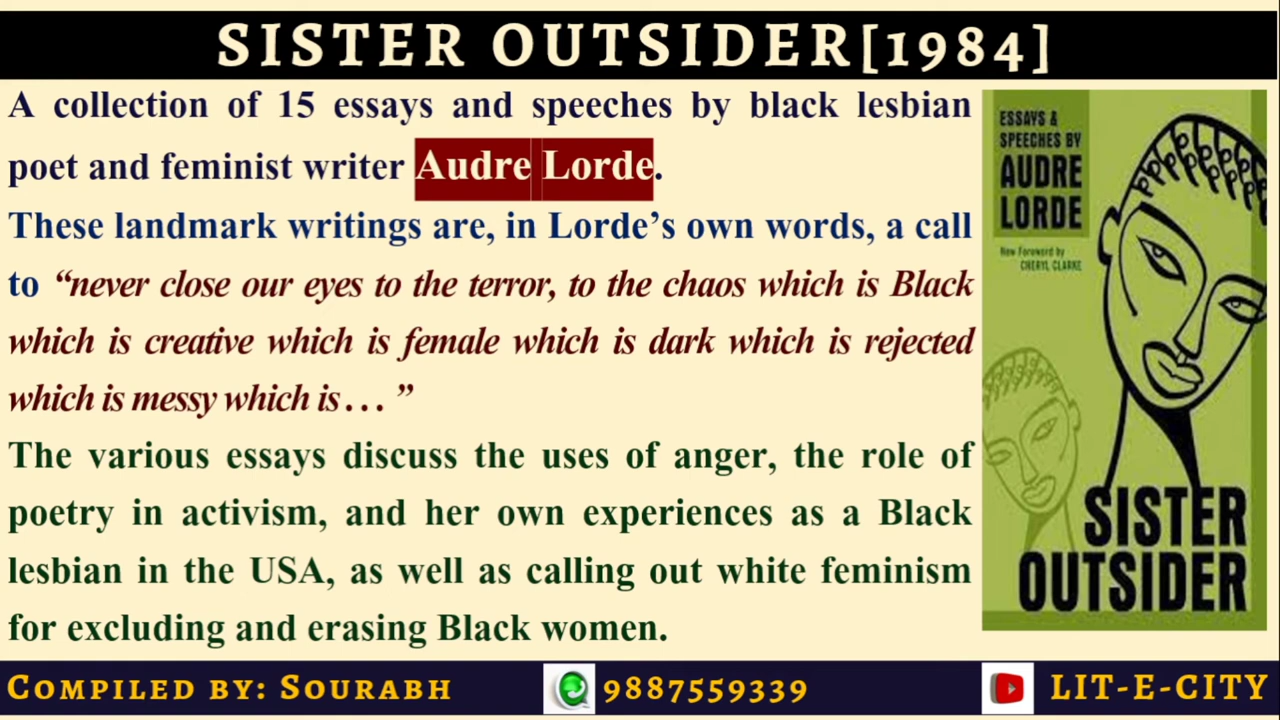 SISTER OUTSIDER[1984]
A collection of 15 essays and speeches by black lesbian
poet and feminist writer Audre Lorde.
These landmark writings are, in Lorde’s own words, a call
to “never close our eyes to the terror, to the chaos which is Black
which is creative which is female which is dark which is rejected
which is messy which is . . . ”
The various essays discuss the uses of anger, the role of
poetry in activism, and her own experiences as a Black
lesbian in the USA, as well as calling out white feminism
for excluding and erasing Black women.
ESSAYS &
SPEECHES BY
AUDRE
LORDE
New Foreword by
CHERYL CLARKE
SISTER
OUTSIDER
COMPILED BY: SOURABH
9887559339
LIT-E-CITY